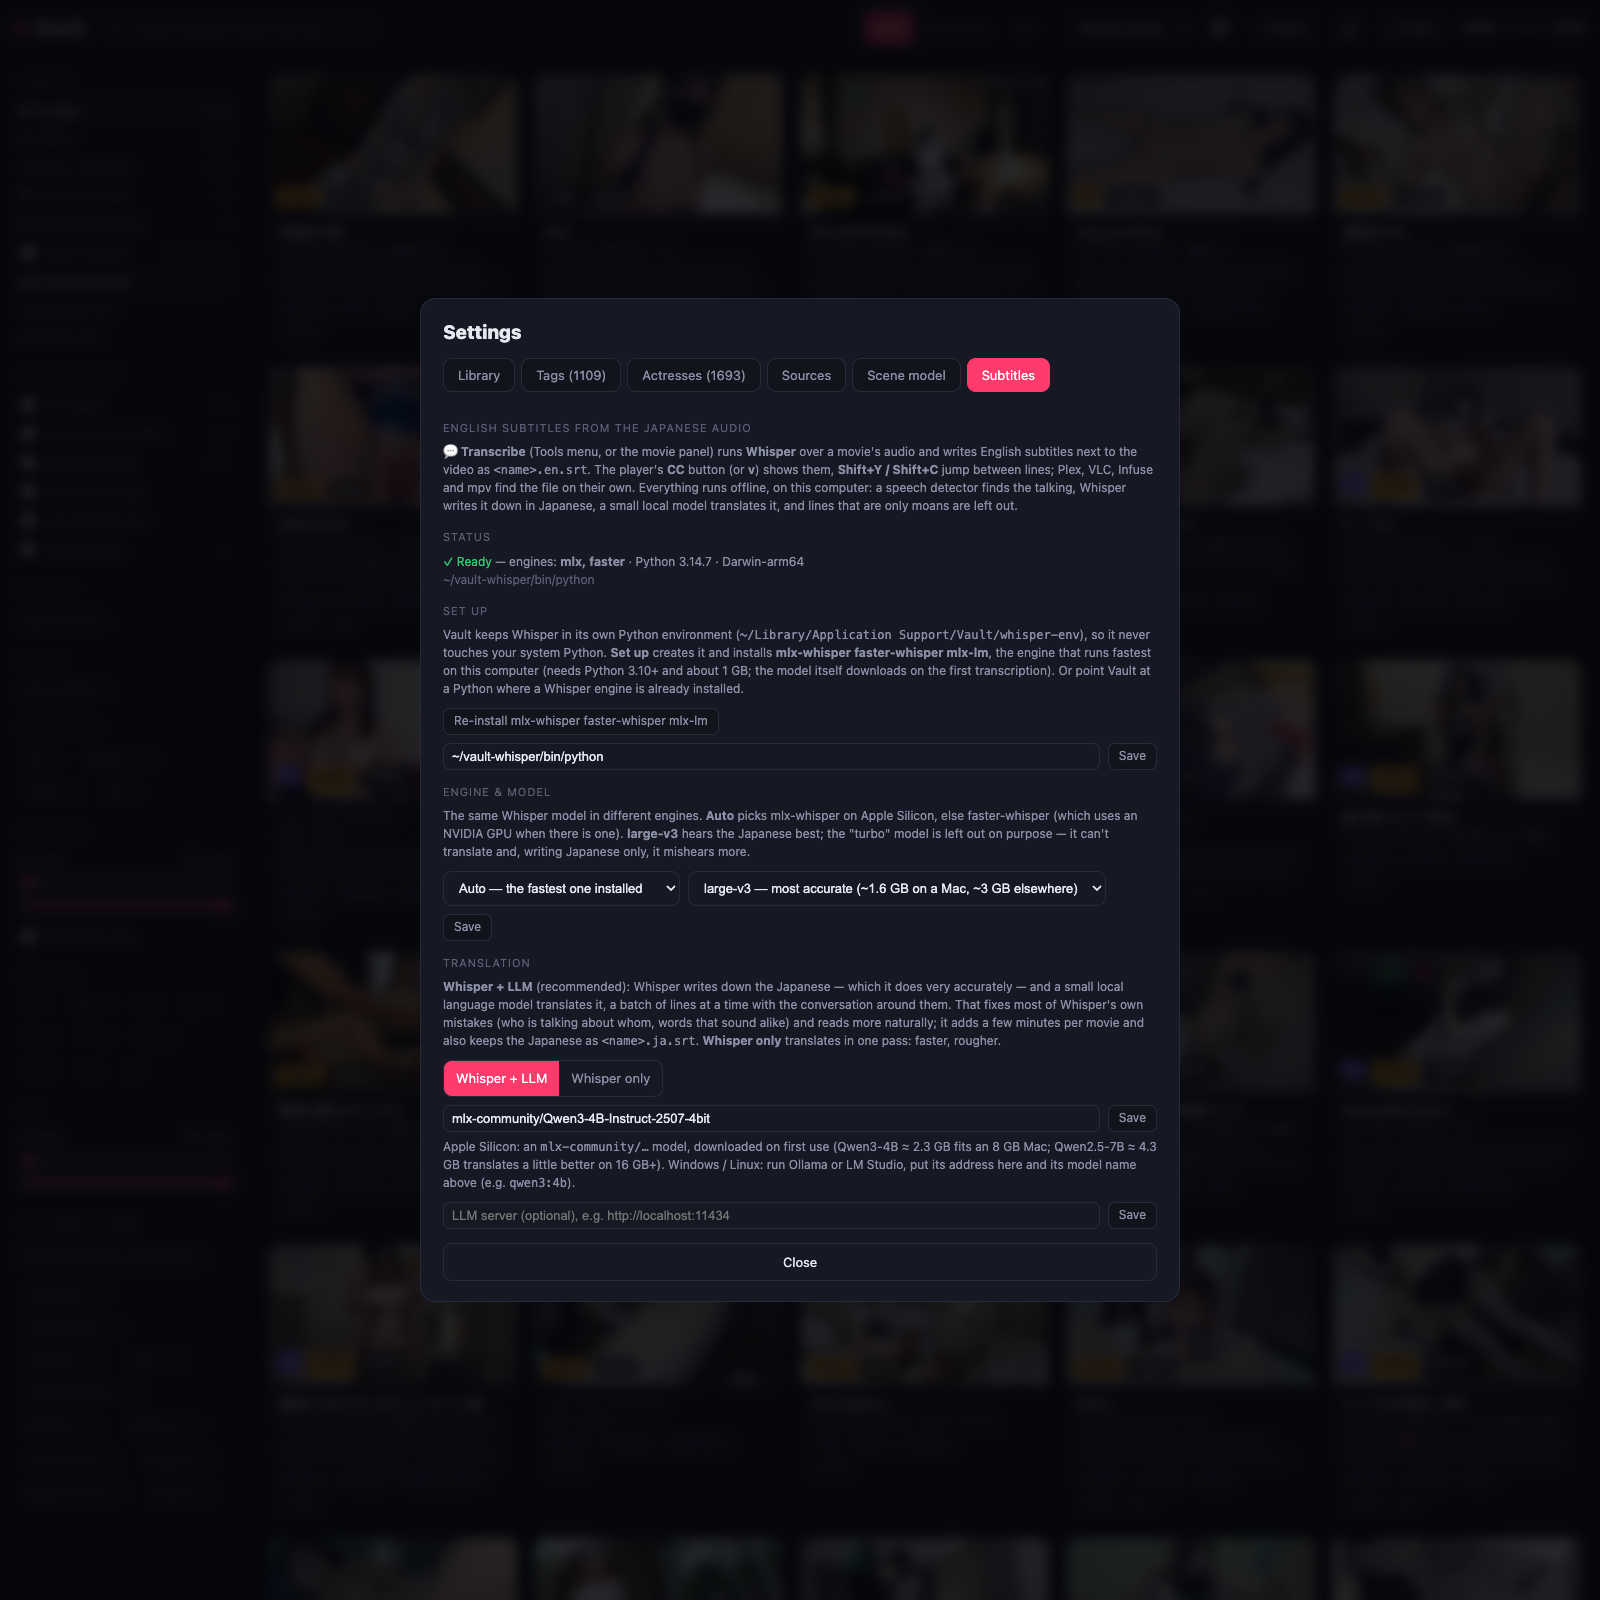 Settings
Library
Tags (1109)
Actresses (1693)
Sources
Scene model
Subtitles
ENGLISH SUBTITLES FROM THE JAPANESE AUDIO
💬 Transcribe (Tools menu, or the movie panel) runs Whisper over a movie's audio and writes English subtitles next to the
video as <name>.en.srt. The player's CC button (or v) shows them, Shift+Y / Shift+C jump between lines; Plex, VLC, Infuse
and mpv find the file on their own. Everything runs offline, on this computer: a speech detector finds the talking, Whisper
writes it down in Japanese, a small local model translates it, and lines that are only moans are left out.
STATUS
✓ Ready — engines: mlx, faster · Python 3.14.7 · Darwin-arm64
~/vault-whisper/bin/python
SET UP
Vault keeps Whisper in its own Python environment (~/Library/Application Support/Vault/whisper-env), so it never
touches your system Python. Set up creates it and installs mlx-whisper faster-whisper mlx-lm, the engine that runs fastest
on this computer (needs Python 3.10+ and about 1 GB; the model itself downloads on the first transcription). Or point Vault at
a Python where a Whisper engine is already installed.
Re-install mlx-whisper faster-whisper mlx-lm
~/vault-whisper/bin/python
Save
ENGINE & MODEL
The same Whisper model in different engines. Auto picks mlx-whisper on Apple Silicon, else faster-whisper (which uses an
NVIDIA GPU when there is one). large-v3 hears the Japanese best; the "turbo" model is left out on purpose — it can't
translate and, writing Japanese only, it mishears more.
Auto — the fastest one installed
large-v3 — most accurate (~1.6 GB on a Mac, ~3 GB elsewhere)
Save
TRANSLATION
Whisper + LLM (recommended): Whisper writes down the Japanese — which it does very accurately — and a small local
language model translates it, a batch of lines at a time with the conversation around them. That fixes most of Whisper's own
mistakes (who is talking about whom, words that sound alike) and reads more naturally; it adds a few minutes per movie and
also keeps the Japanese as <name>.ja.srt. Whisper only translates in one pass: faster, rougher.
Whisper + LLM
Whisper only
mlx-community/Qwen3-4B-Instruct-2507-4bit
Save
Apple Silicon: an mlx-community/… model, downloaded on first use (Qwen3-4B ≈ 2.3 GB fits an 8 GB Mac; Qwen2.5-7B ≈ 4.3
GB translates a little better on 16 GB+). Windows / Linux: run Ollama or LM Studio, put its address here and its model name
above (e.g. qwen3:4b).
LLM server (optional), e.g. http://localhost:11434
Save
Close